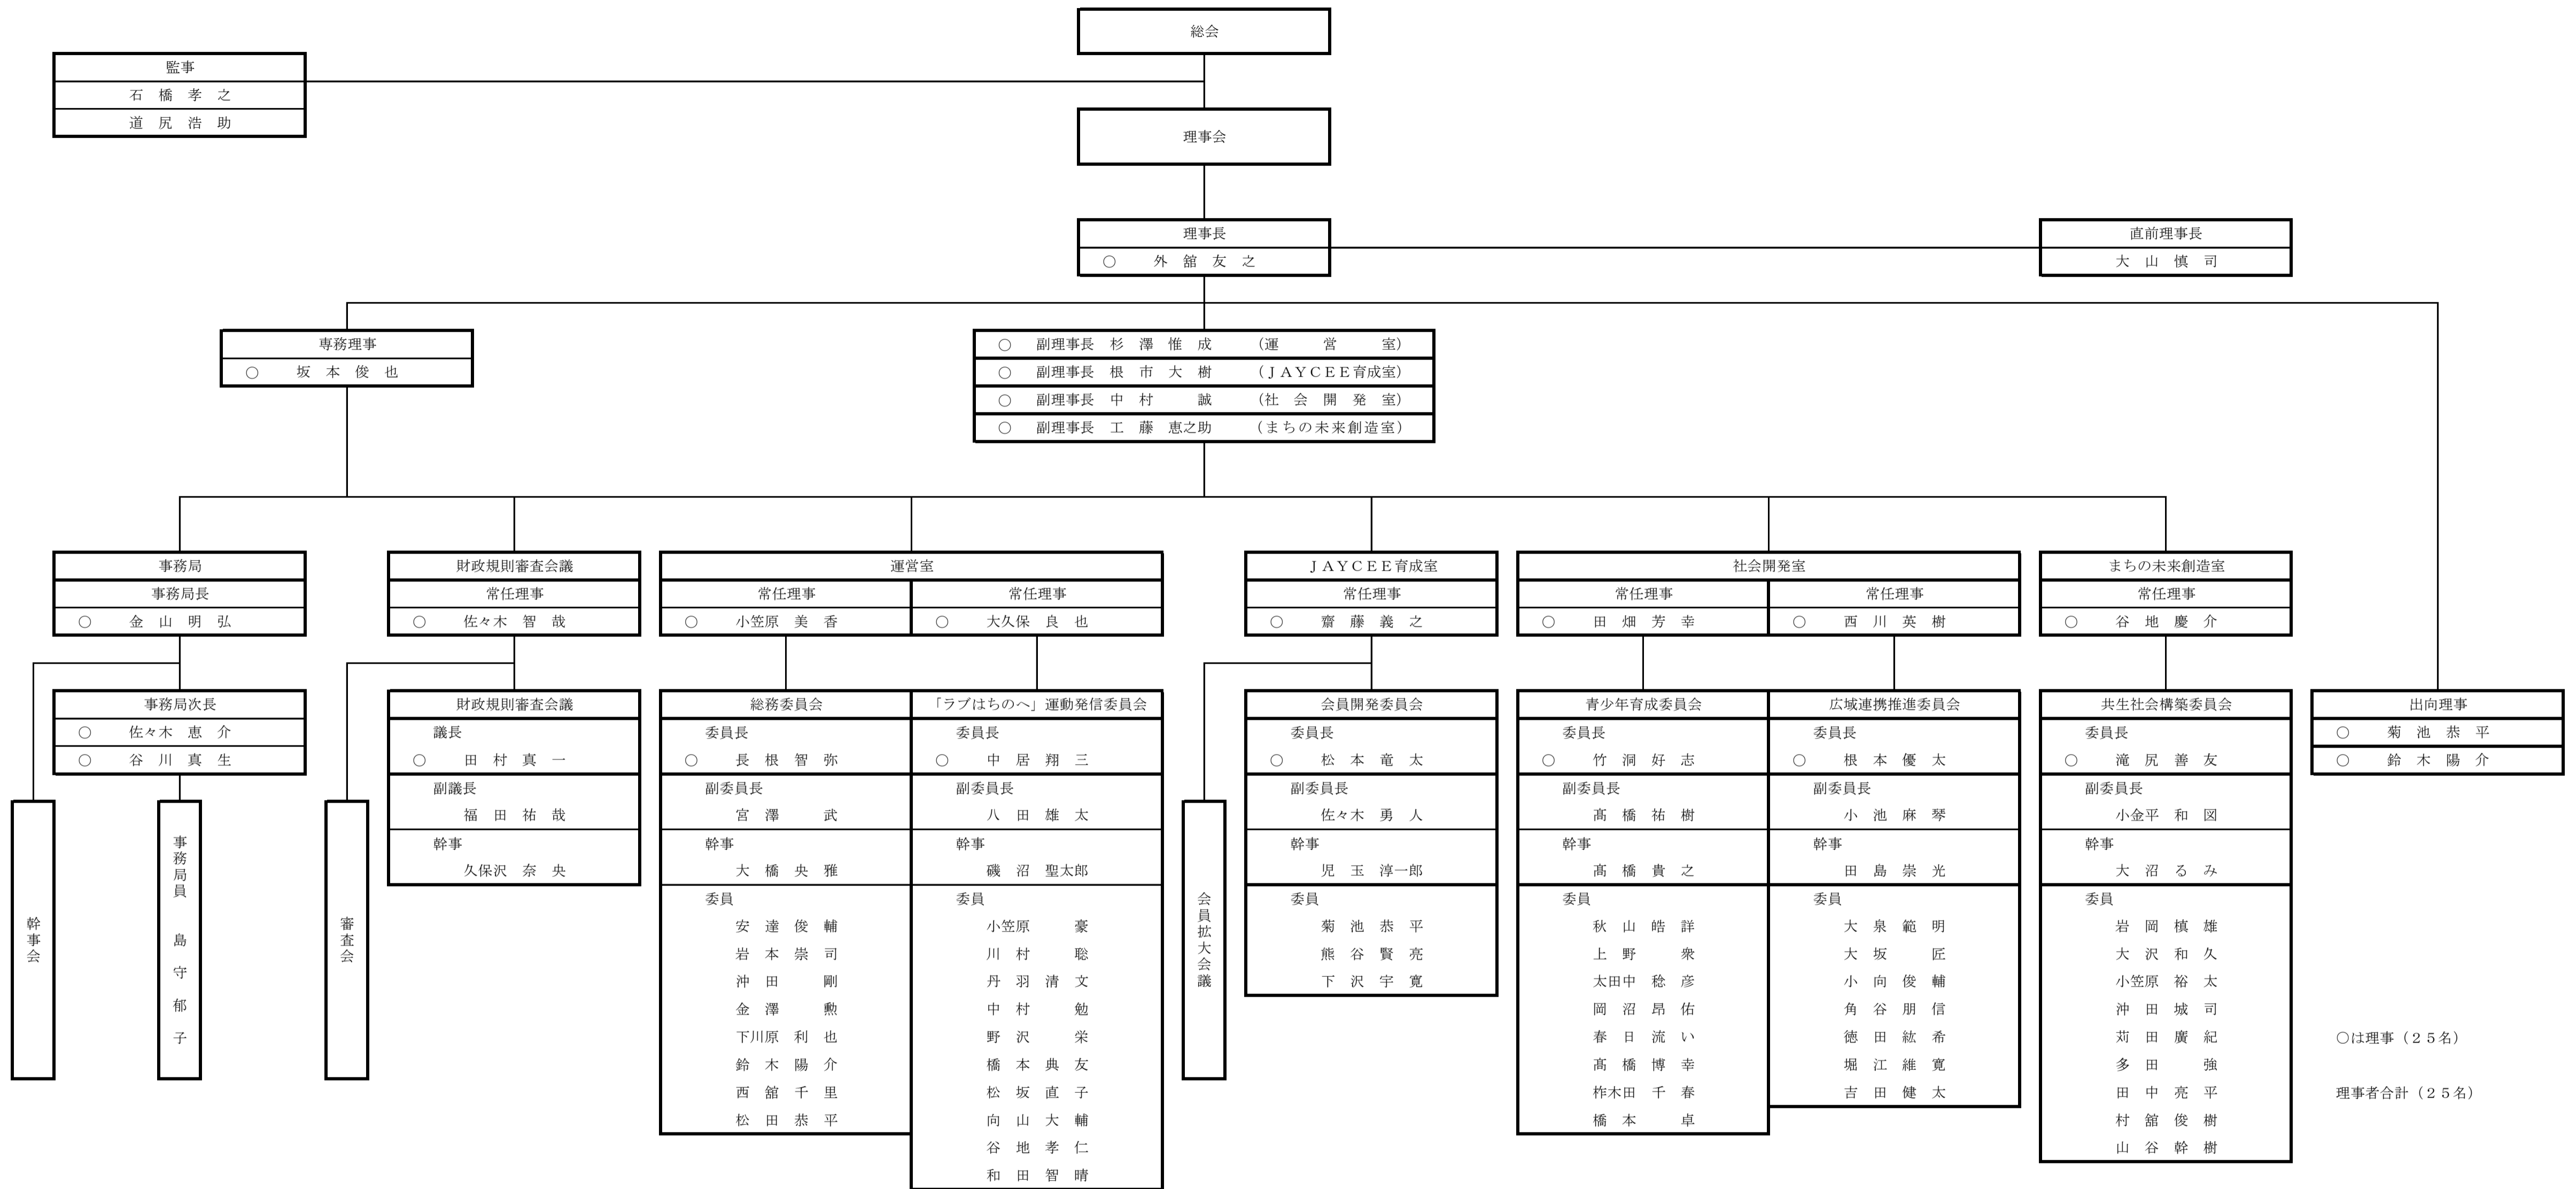 総会
監事
石橋孝之
道尻浩助
理事会
理事長
○ 外舘友之
直前理事長
大山慎司
専務理事
○ 坂本俊也
○ 副理事長 杉澤惟成 （運営室）
○ 副理事長 根市大樹 （ＪＡＹＣＥＥ育成室）
○ 副理事長 中村誠 （社会開発室）
○ 副理事長 工藤恵之助 （まちの未来創造室）
事務局
事務局長
○ 金山明弘
財政規則審査会議
常任理事
○ 佐々木智哉
運営室
常任理事
○ 小笠原美香
常任理事
○ 大久保良也
ＪＡＹＣＥＥ育成室
常任理事
○ 齋藤義之
社会開発室
常任理事
○ 田畑芳幸
常任理事
○ 西川英樹
まちの未来創造室
常任理事
○ 谷地慶介
事務局次長
○ 佐々木恵介
○ 谷川真生
幹事会
事務局員 島守郁子
審査会
財政規則審査会議
議長
○ 田村真一
副議長
福田祐哉
幹事
久保沢奈央
総務委員会
委員長
○ 長根智弥
副委員長
宮澤武
幹事
大橋央雅
委員
安達俊輔
岩本崇司
沖田剛
金澤勲
下川原利也
鈴木陽介
西舘千里
松田恭平
「ラブはちのへ」運動発信委員会
委員長
○ 中居翔三
副委員長
八田雄太
幹事
磯沼聖太郎
委員
小笠原豪
川村聡
丹羽清文
中村勉
野沢栄
橋本典友
松坂直子
向山大輔
谷地孝仁
和田智晴
会員拡大会議
会員開発委員会
委員長
○ 松本竜太
副委員長
佐々木勇人
幹事
児玉淳一郎
委員
菊池恭平
熊谷賢亮
下沢宇寛
青少年育成委員会
委員長
○ 竹洞好志
副委員長
髙橋祐樹
幹事
髙橋貴之
委員
秋山皓詳
上野衆
太田中稔彦
岡沼昂佑
春日流い
髙橋博幸
柞木田千春
橋本卓
広域連携推進委員会
委員長
○ 根本優太
副委員長
小池麻琴
幹事
田島崇光
委員
大泉範明
大坂匠
小向俊輔
角谷朋信
徳田紘希
堀江維寛
吉田健太
共生社会構築委員会
委員長
○ 滝尻善友
副委員長
小金平和図
幹事
大沼るみ
委員
岩岡槙雄
大沢和久
小笠原裕太
沖田城司
苅田廣紀
多田強
田中亮平
村舘俊樹
山谷幹樹
出向理事
○ 菊池恭平
○ 鈴木陽介
○は理事（２５名）
理事者合計（２５名）